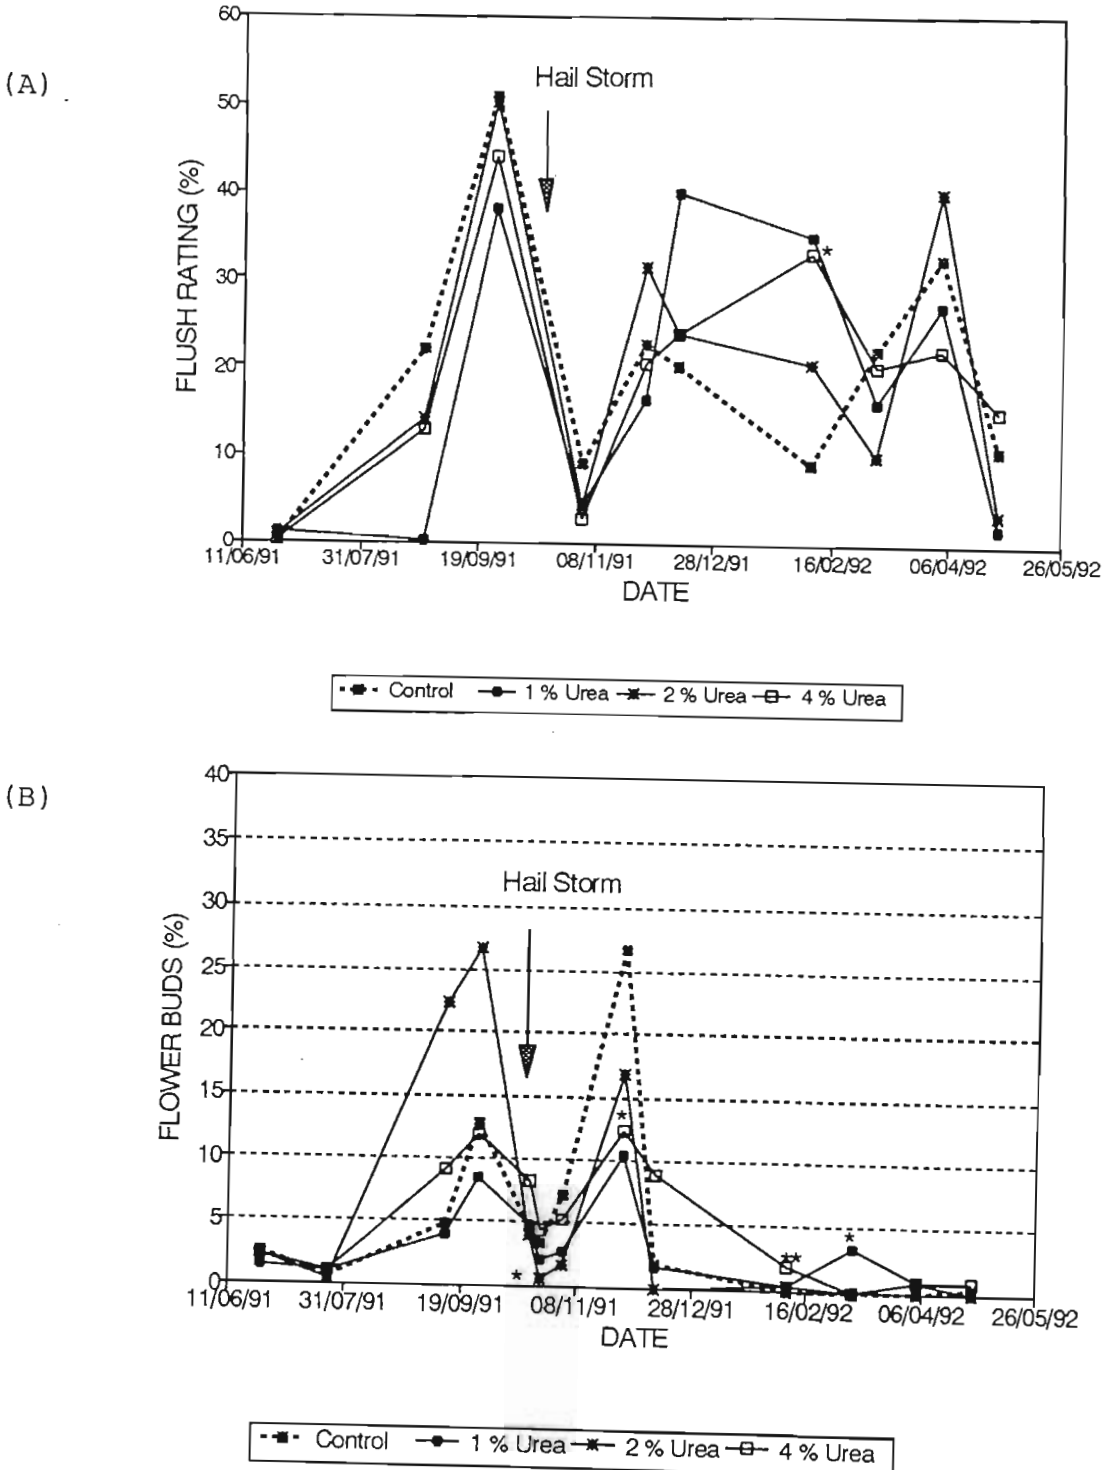 (A)
60
50
40
30
20
10
0
FLUSH RATING (%)
Hail Storm
*
11/06/91 31/07/91 19/09/91 08/11/91 28/12/91 16/02/92 06/04/92 26/05/92
DATE
Control 1 % Urea 2 % Urea 4 % Urea
(B)
40
35
30
25
20
15
10
5
0
FLOWER BUDS (%)
Hail Storm
*
*
**
*
11/06/91 31/07/91 19/09/91 08/11/91 28/12/91 16/02/92 06/04/92 26/05/92
DATE
Control 1 % Urea 2 % Urea 4 % Urea